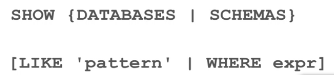 SHOW {DATABASES | SCHEMAS}
[LIKE 'pattern' | WHERE expr]